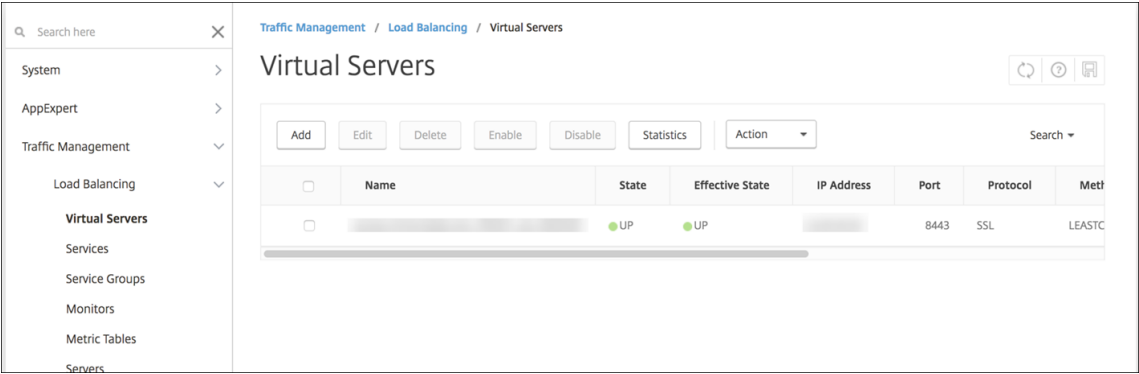 Search here
System
AppExpert
Traffic Management
Load Balancing
Virtual Servers
Services
Service Groups
Monitors
Metric Tables
Servers
Traffic Management / Load Balancing / Virtual Servers
Virtual Servers
Add Edit Delete Enable Disable Statistics Action Search
Name State Effective State IP Address Port Protocol Meth
UP UP 8443 SSL LEASTC